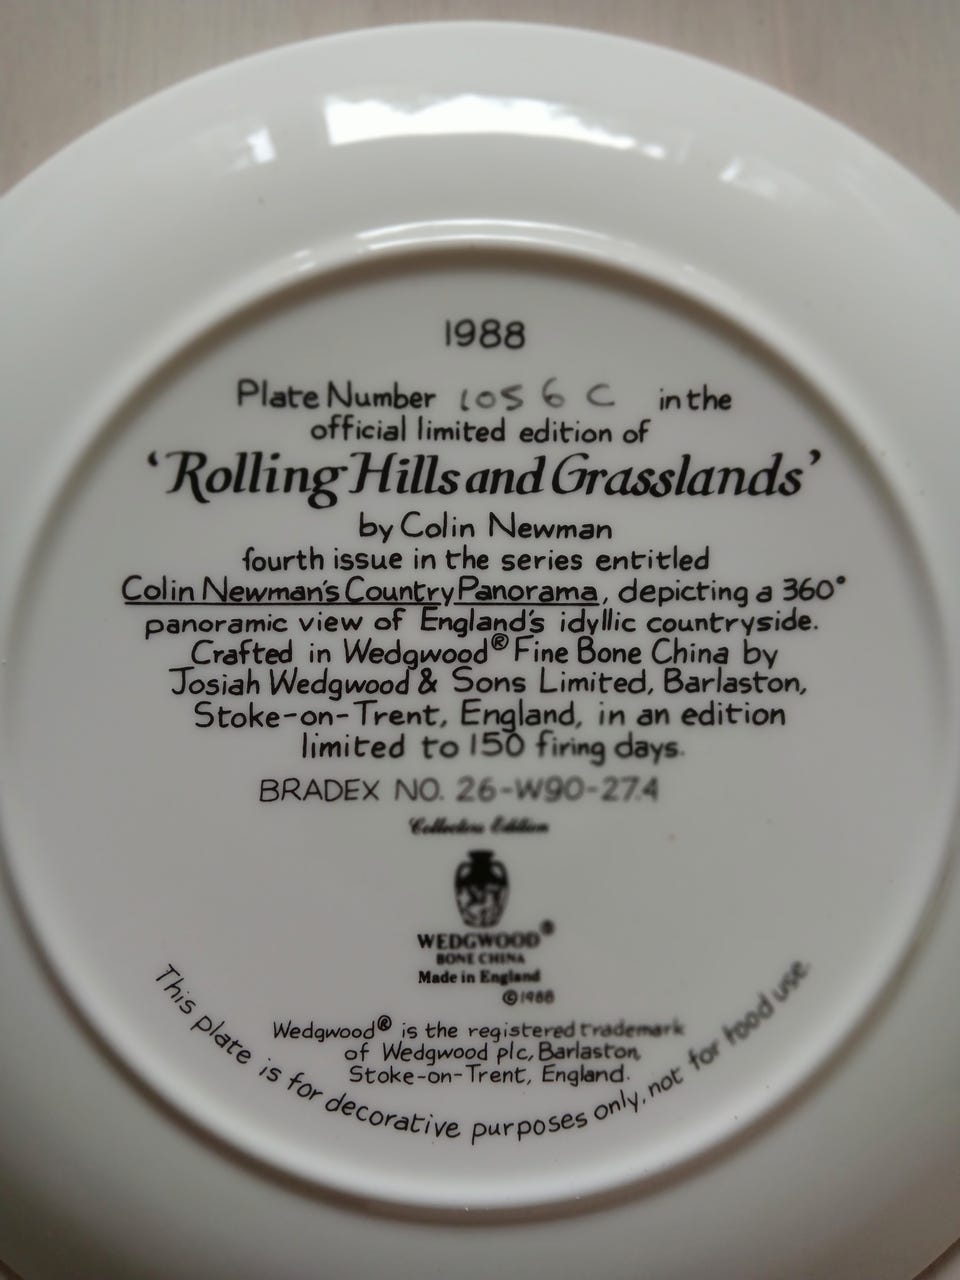 1988
Plate Number 1056C in the
official limited edition of
‘Rolling Hills and Grasslands’
by Colin Newman
fourth issue in the series entitled
Colin Newman's Country Panorama, depicting a 360°
panoramic view of England's idyllic countryside.
Crafted in Wedgwood® Fine Bone China by
Josiah Wedgwood & Sons Limited, Barlaston,
Stoke-on-Trent, England, in an edition
limited to 150 firing days.
BRADEX NO. 26-W90-27.4
Collectors Edition
WEDGWOOD®
BONE CHINA
Made in England
©1988
Wedgwood® is the registered trademark
of Wedgwood plc, Barlaston,
Stoke-on-Trent, England.
This plate is for decorative purposes only, not for food use.